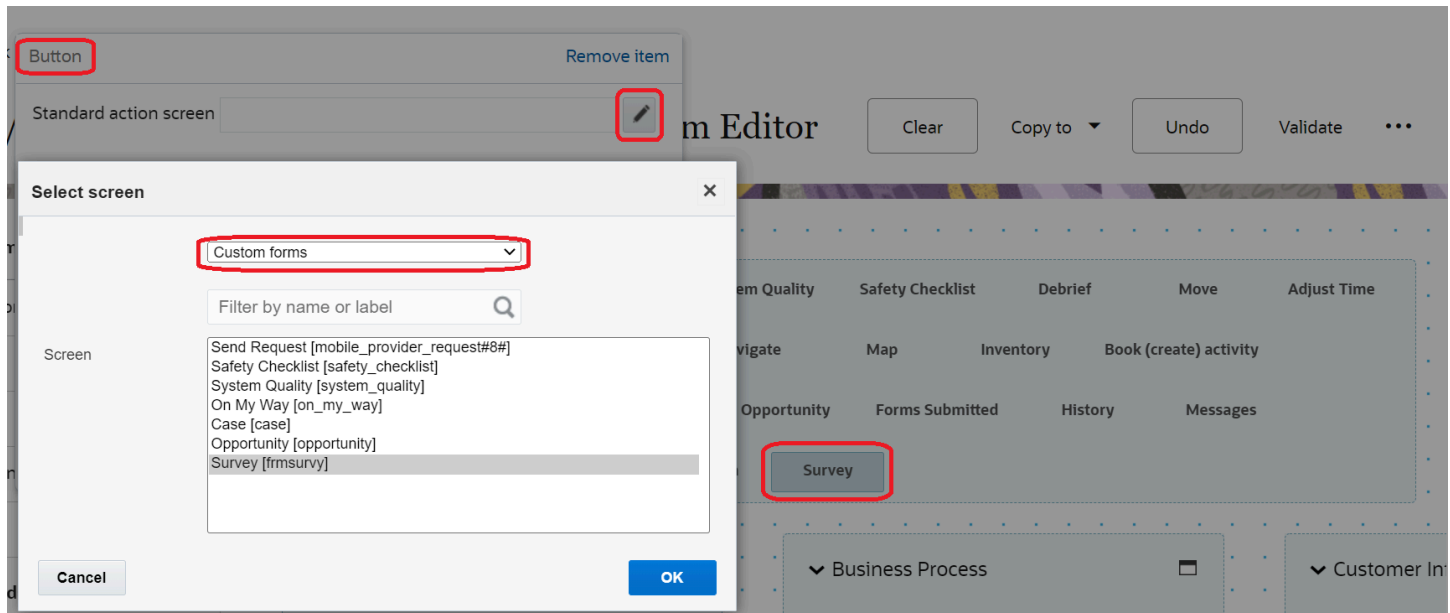 Button
Remove item
Standard action screen
m Editor
Clear
Copy to
Undo
Validate
Select screen
Custom forms
Filter by name or label
Screen
Send Request [mobile_provider_request#8#]
Safety Checklist [safety_checklist]
System Quality [system_quality]
On My Way [on_my_way]
Case [case]
Opportunity [opportunity]
Survey [frmsurvy]
Cancel
OK
em Quality
Safety Checklist
Debrief
Move
Adjust Time
vigate
Map
Inventory
Book (create) activity
Opportunity
Forms Submitted
History
Messages
Survey
Business Process
Customer In